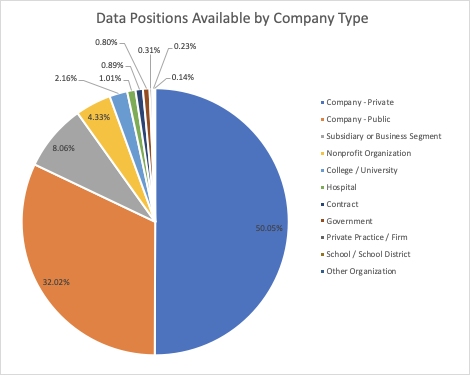 Data Positions Available by Company Type
0.80%
0.31%
0.23%
0.89%
2.16%
1.01%
0.14%
4.33%
8.06%
50.05%
32.02%
Company - Private
Company - Public
Subsidiary or Business Segment
Nonprofit Organization
College / University
Hospital
Contract
Government
Private Practice / Firm
School / School District
Other Organization